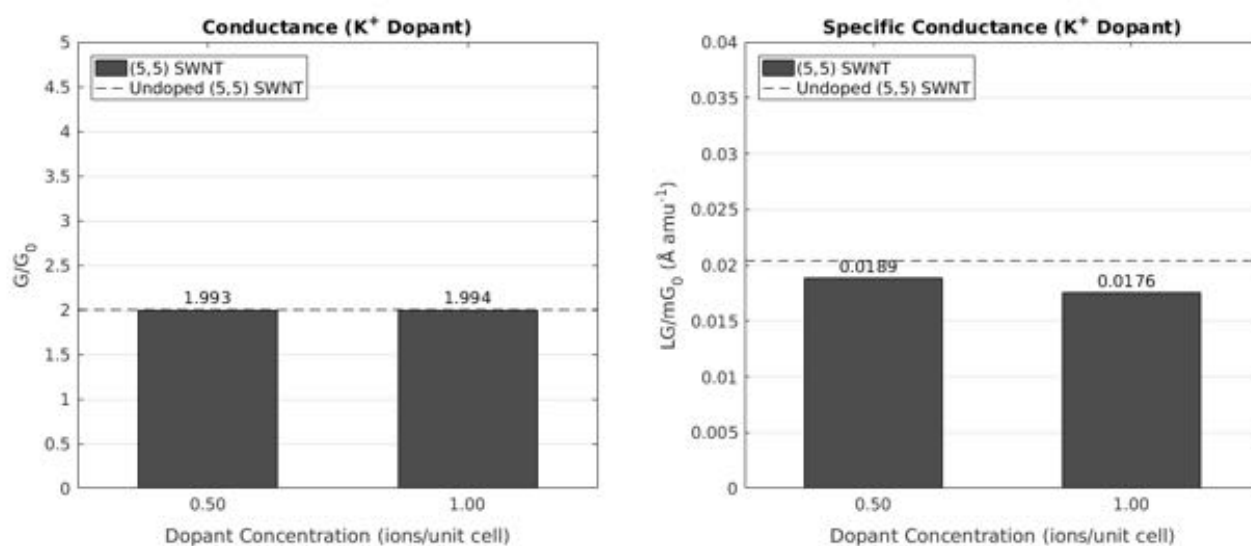 Conductance (K⁺ Dopant)
5
4.5
4
3.5
3
2.5
2
1.5
1
0.5
0
G/G₀
(5,5) SWNT
Undoped (5,5) SWNT
1.993
1.994
0.50
1.00
Dopant Concentration (ions/unit cell)
Specific Conductance (K⁺ Dopant)
0.04
0.035
0.03
0.025
0.02
0.015
0.01
0.005
0
LG/mG₀ (Å amu⁻¹)
(5,5) SWNT
Undoped (5,5) SWNT
0.0189
0.0176
0.50
1.00
Dopant Concentration (ions/unit cell)